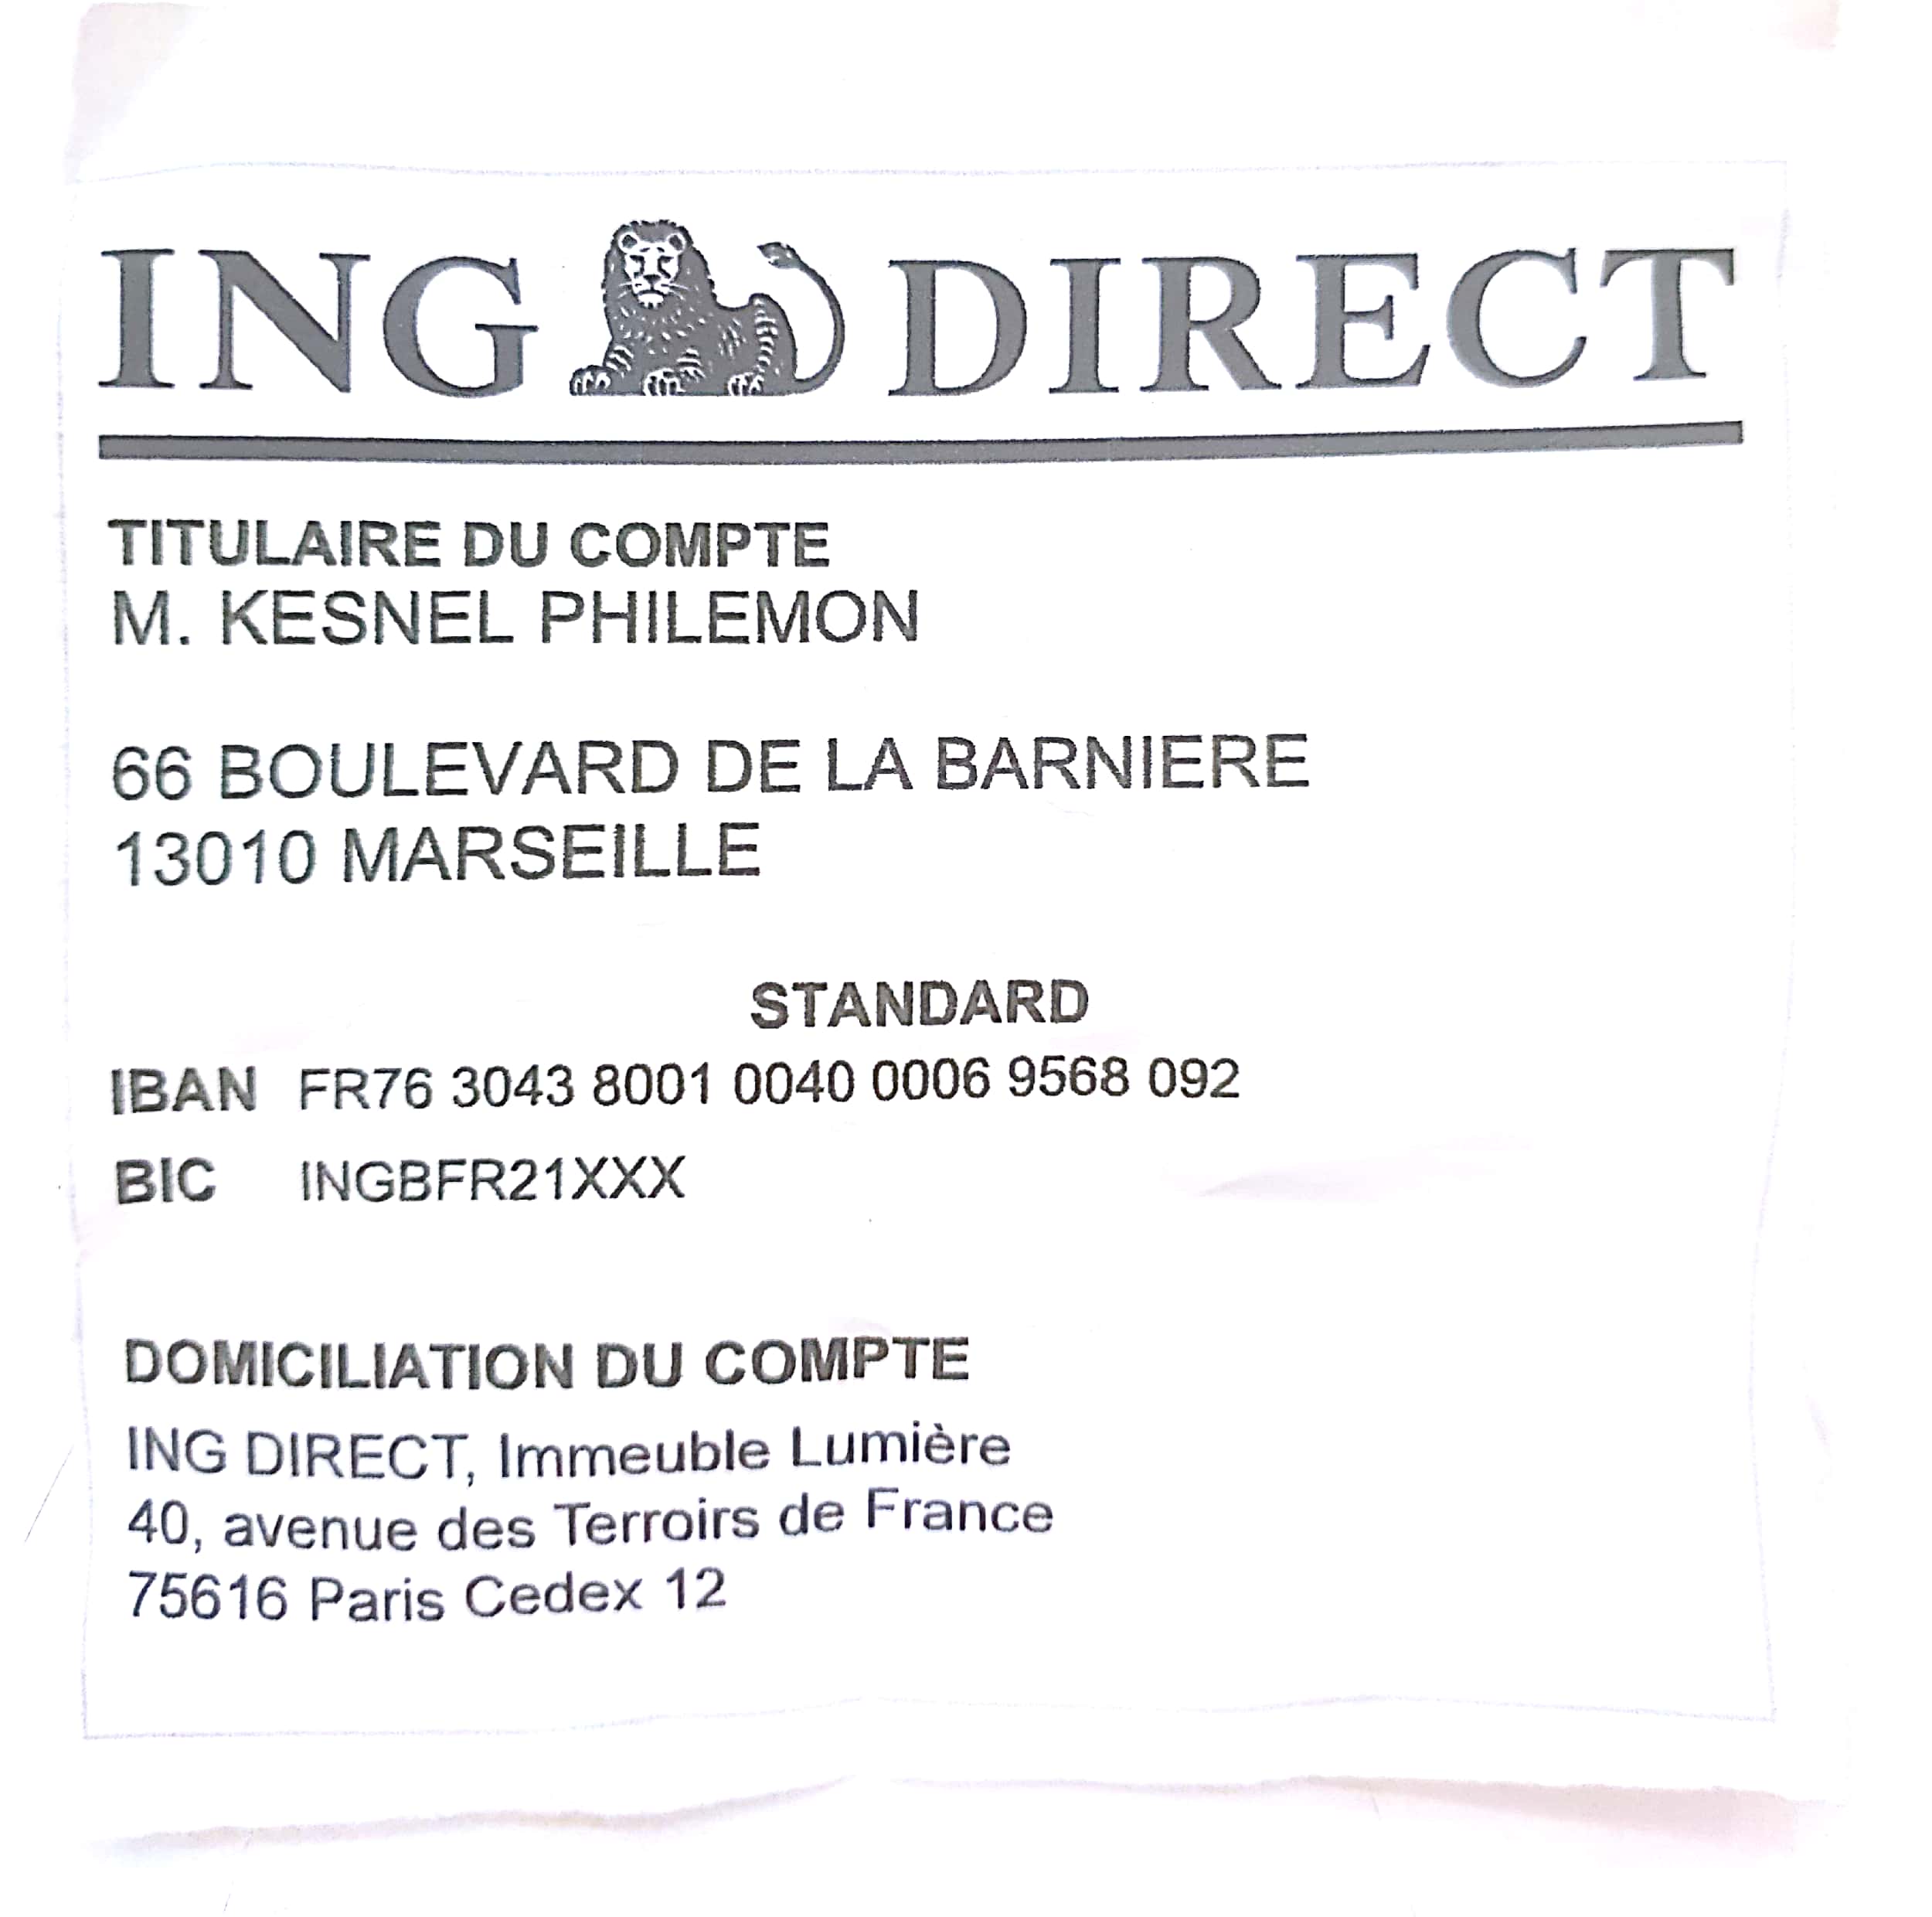 ING DIRECT
TITULAIRE DU COMPTE
M. KESNEL PHILEMON
66 BOULEVARD DE LA BARNIERE
13010 MARSEILLE
STANDARD
IBAN FR76 3043 8001 0040 0006 9568 092
BIC INGBFR21XXX
DOMICILIATION DU COMPTE
ING DIRECT, Immeuble Lumière
40, avenue des Terroirs de France
75616 Paris Cedex 12